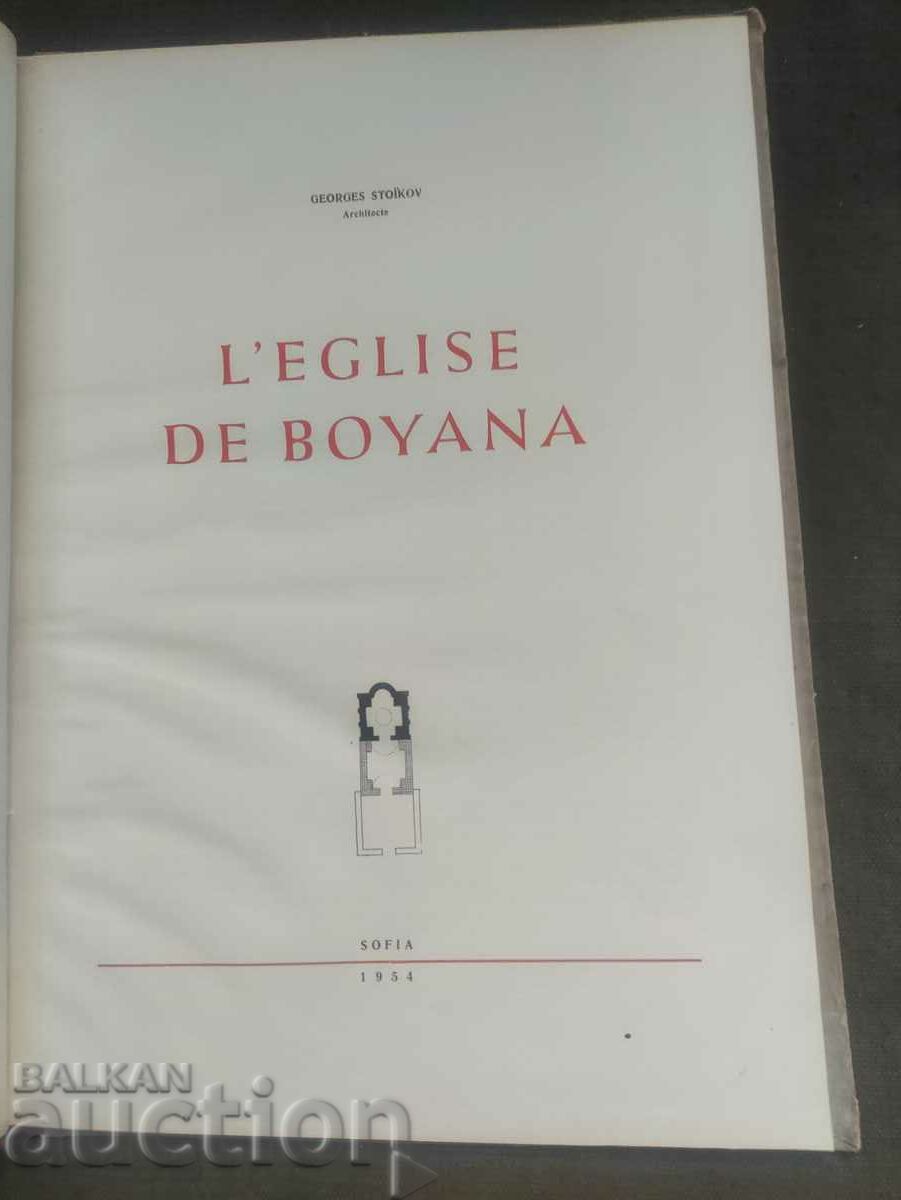 GEORGES STOÏKOV
Architecte
L'EGLISE
DE BOYANA
SOFIA
1954
BALKAN
auction